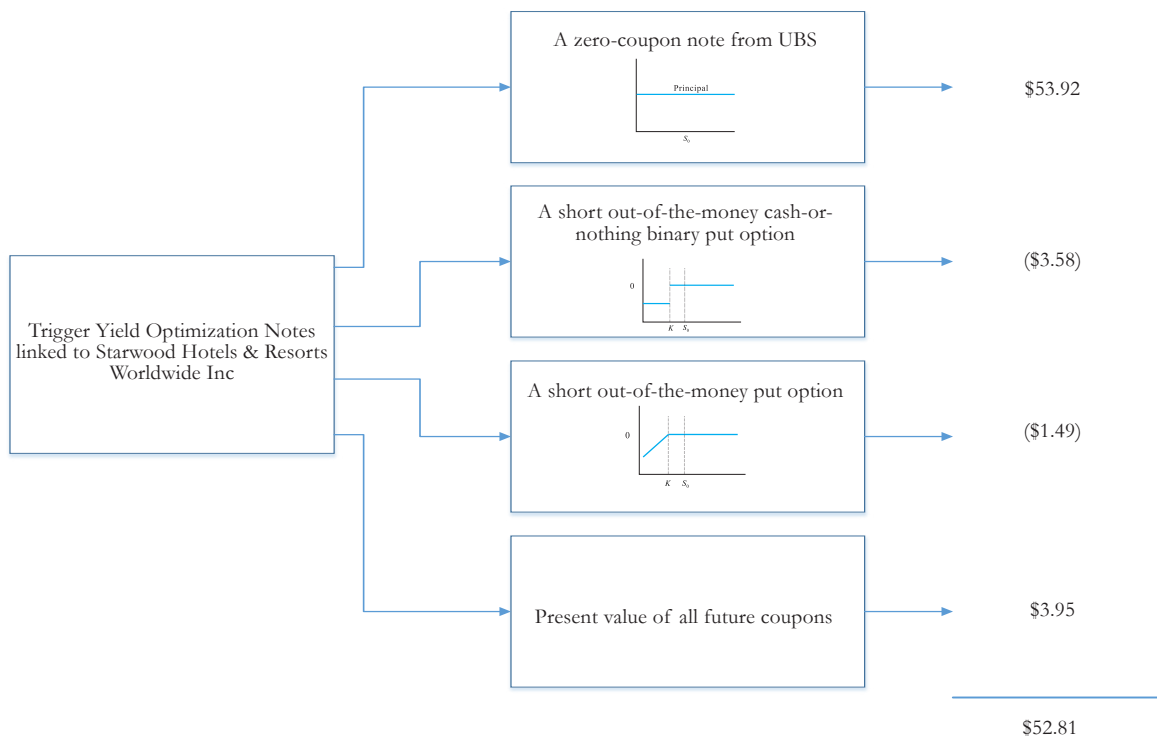 A zero-coupon note from UBS
Principal
S₀
$53.92
A short out-of-the-money cash-or-
nothing binary put option
0
K
S₀
($3.58)
Trigger Yield Optimization Notes
linked to Starwood Hotels & Resorts
Worldwide Inc
A short out-of-the-money put option
0
K
S₀
($1.49)
Present value of all future coupons
$3.95
$52.81